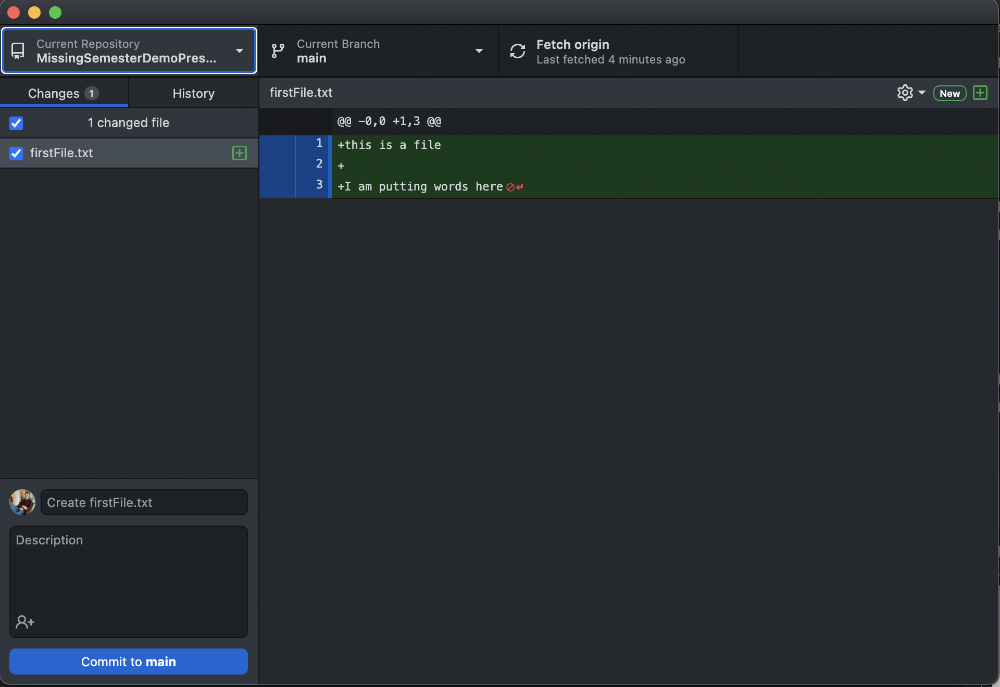 Current Repository
MissingSemesterDemoPres...
Current Branch
main
Fetch origin
Last fetched 4 minutes ago
Changes 1
History
firstFile.txt
New
1 changed file
firstFile.txt
@@ -0,0 +1,3 @@
1 +this is a file
2 +
3 +I am putting words here
Create firstFile.txt
Description
Commit to main